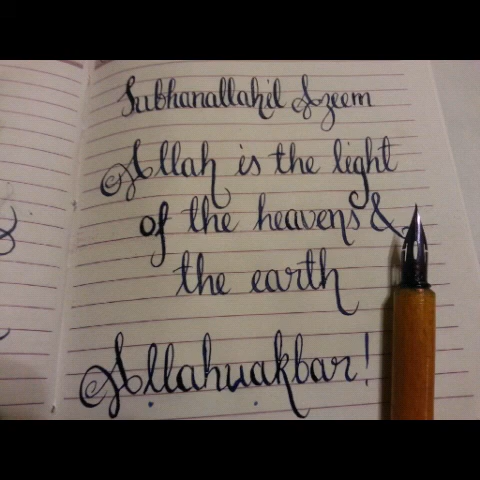 Subhanallahil Azeem
Allah is the light
of the heavens &
the earth
Allahuakbar!